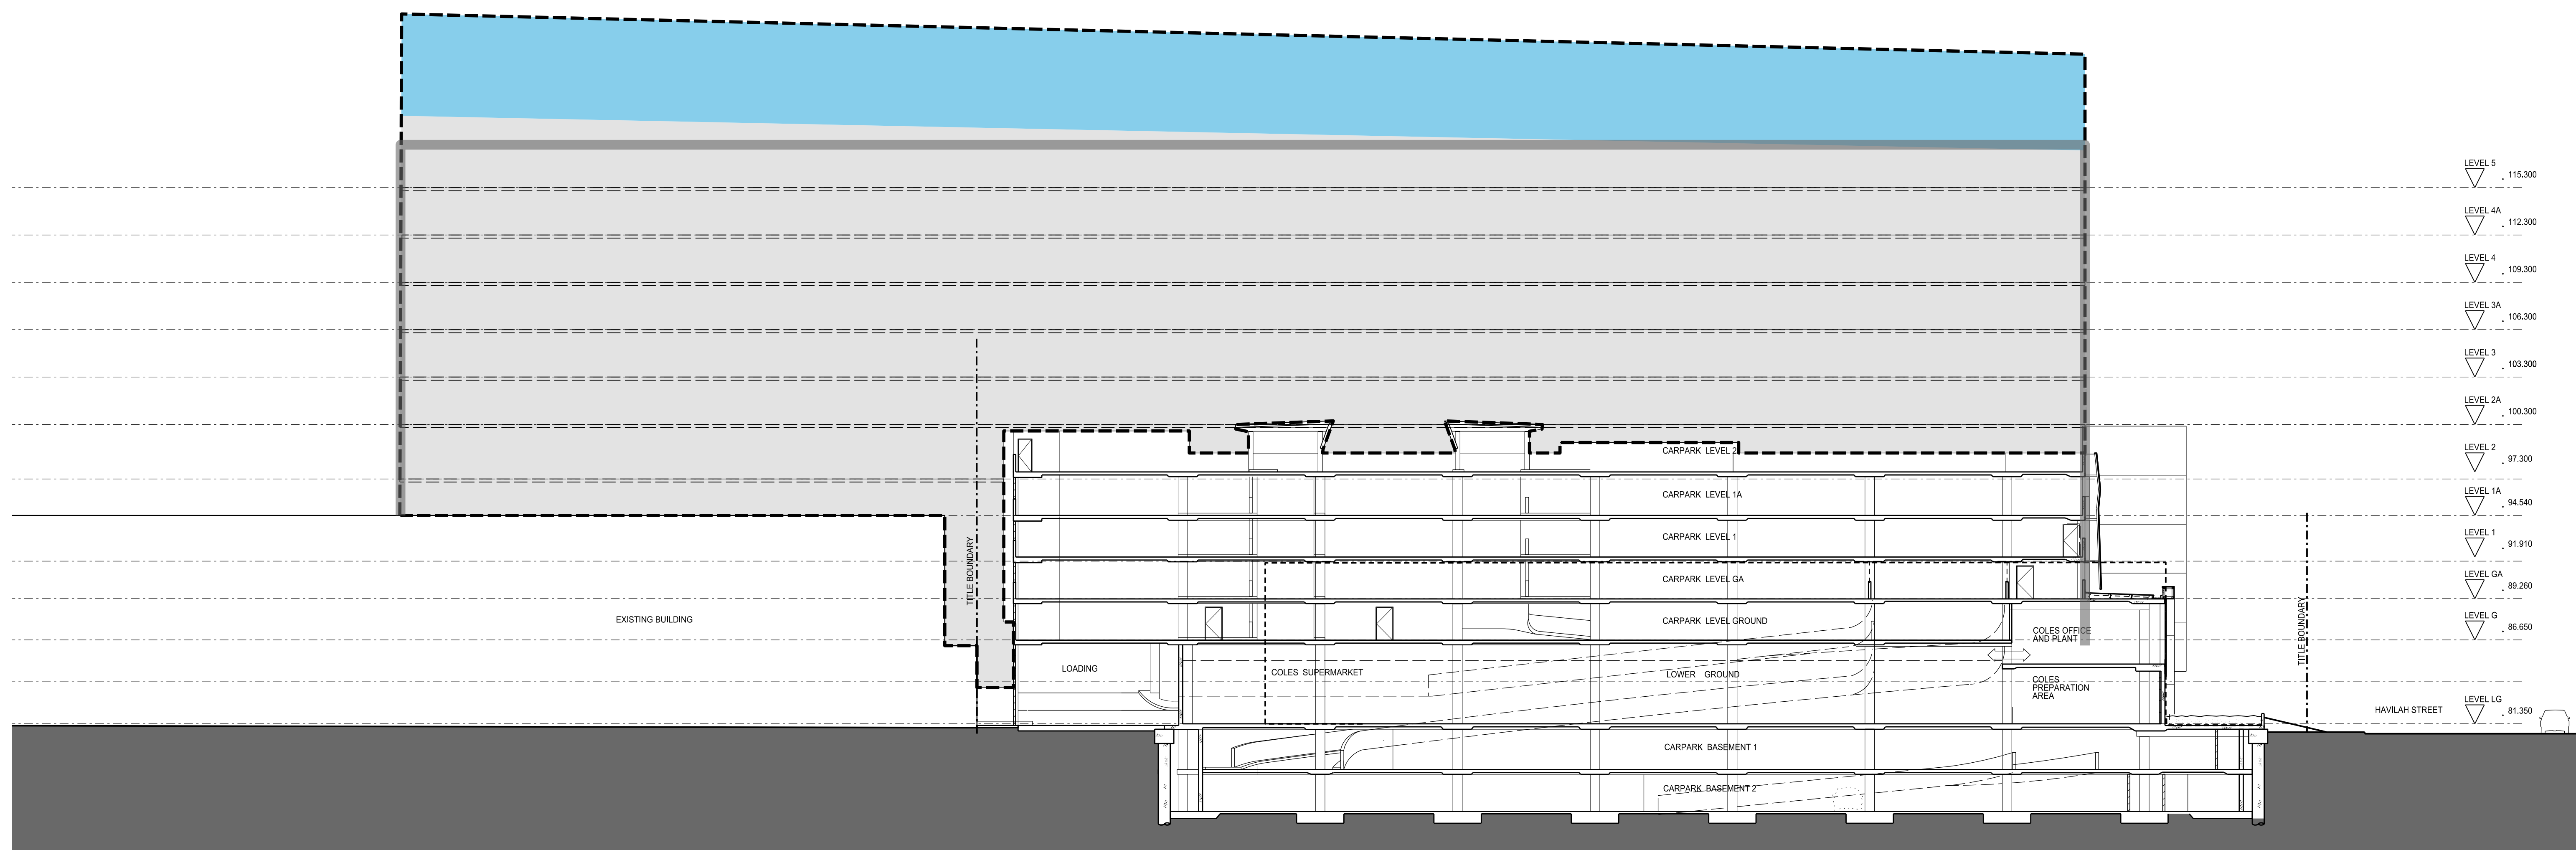 LEVEL 5
115.300
LEVEL 4A
112.300
LEVEL 4
109.300
LEVEL 3A
106.300
LEVEL 3
103.300
LEVEL 2A
100.300
LEVEL 2
97.300
LEVEL 1A
94.540
LEVEL 1
91,910
LEVEL GA
89.260
LEVEL G
86.650
LEVEL LG
81.350
CARPARK LEVEL 2
CARPARK LEVEL 1A
CARPARK LEVEL 1
CARPARK LEVEL GA
CARPARK LEVEL GROUND
TITLE BOUNDARY
EXISTING BUILDING
LOADING
COLES SUPERMARKET
LOWER GROUND
COLES OFFICE
AND PLANT
COLES
PREPARATION
AREA
TITLE BOUNDARY
HAVILAH STREET
CARPARK BASEMENT 1
CARPARK BASEMENT 2